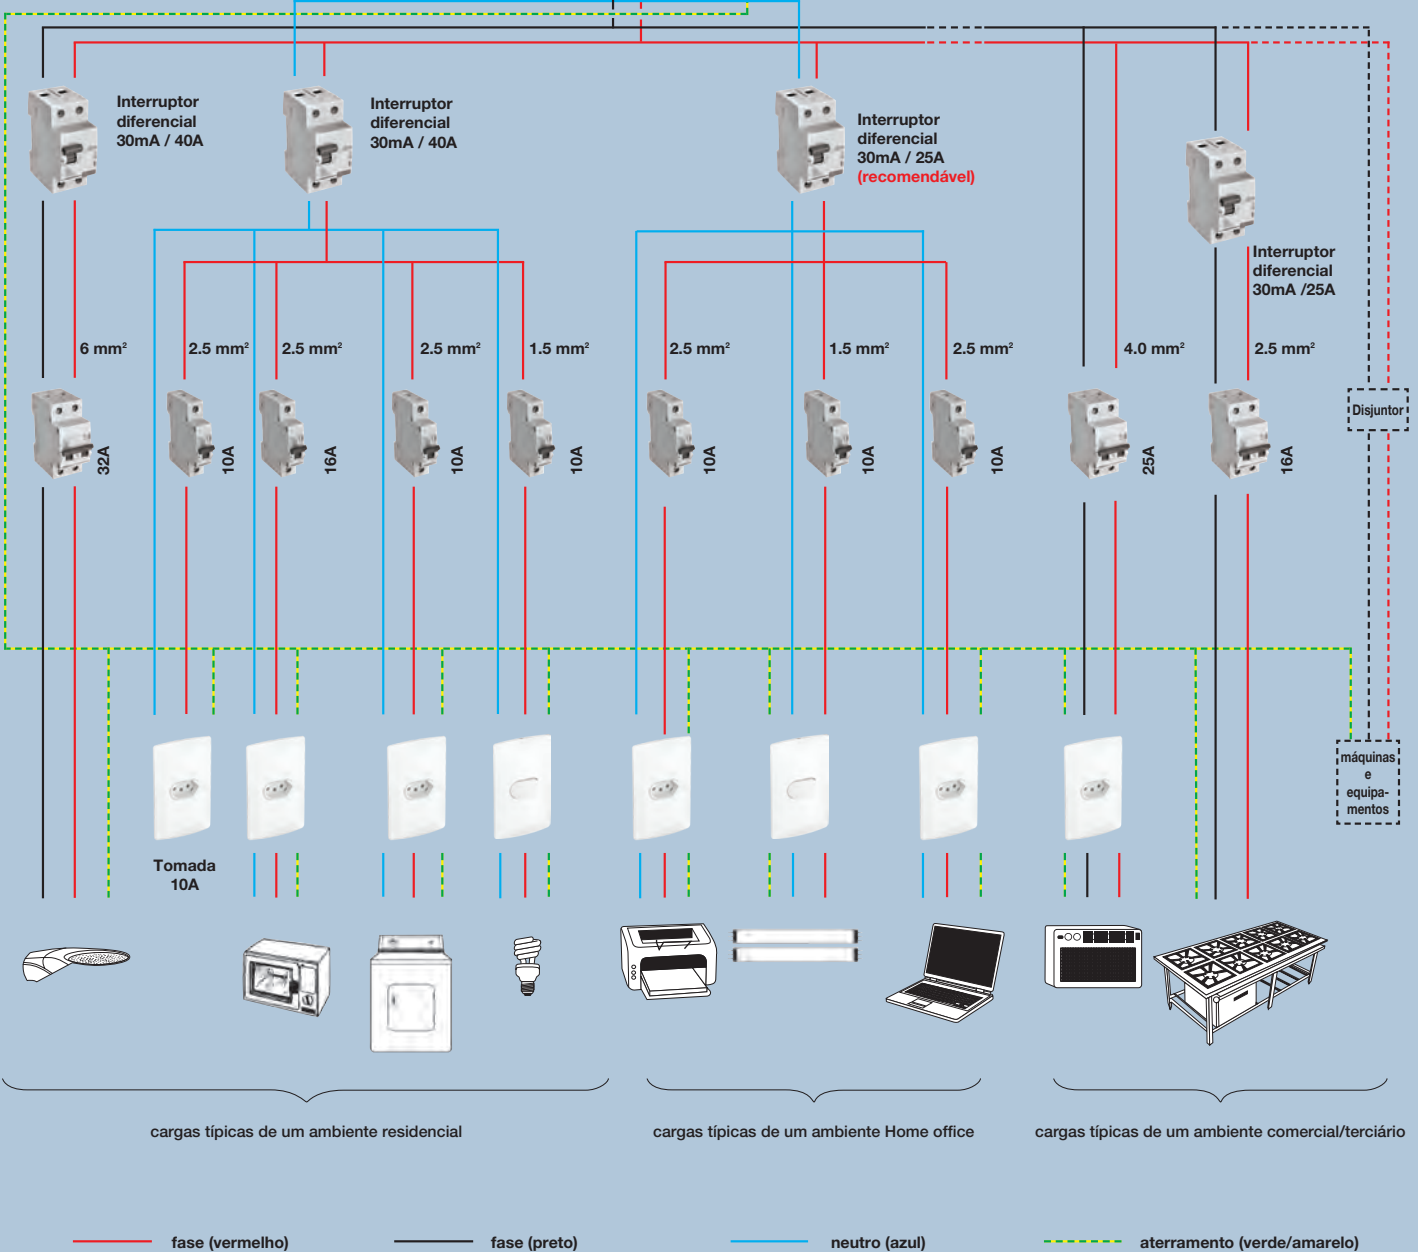 Interruptor
diferencial
30mA / 40A
Interruptor
diferencial
30mA / 40A
Interruptor
diferencial
30mA / 25A
(recomendável)
Interruptor
diferencial
30mA /25A
6 mm²
2.5 mm²
2.5 mm²
2.5 mm²
1.5 mm²
2.5 mm²
1.5 mm²
2.5 mm²
4.0 mm²
2.5 mm²
Disjuntor
32A
10A
16A
10A
10A
10A
10A
10A
25A
16A
máquinas
e
equipa-
mentos
Tomada
10A
cargas típicas de um ambiente residencial
cargas típicas de um ambiente Home office
cargas típicas de um ambiente comercial/terciário
fase (vermelho)
fase (preto)
neutro (azul)
aterramento (verde/amarelo)